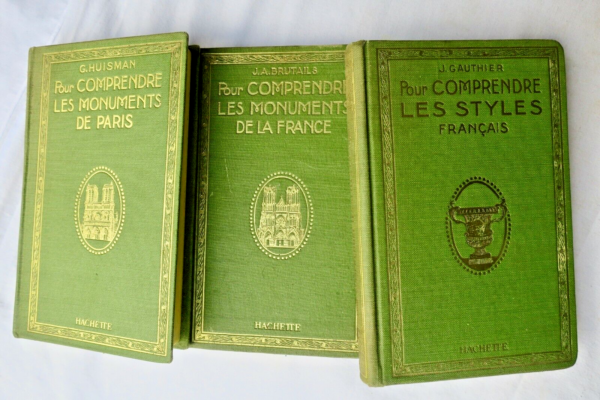 G. HUISMAN
Pour COMPRENDRE
LES MONUMENTS
DE PARIS
HACHETTE
J.A. BRUTAILS
Pour COMPRENDRE
LES MONUMENTS
DE LA FRANCE
HACHETTE
J. GAUTHIER
Pour COMPRENDRE
LES STYLES
FRANÇAIS
HACHETTE